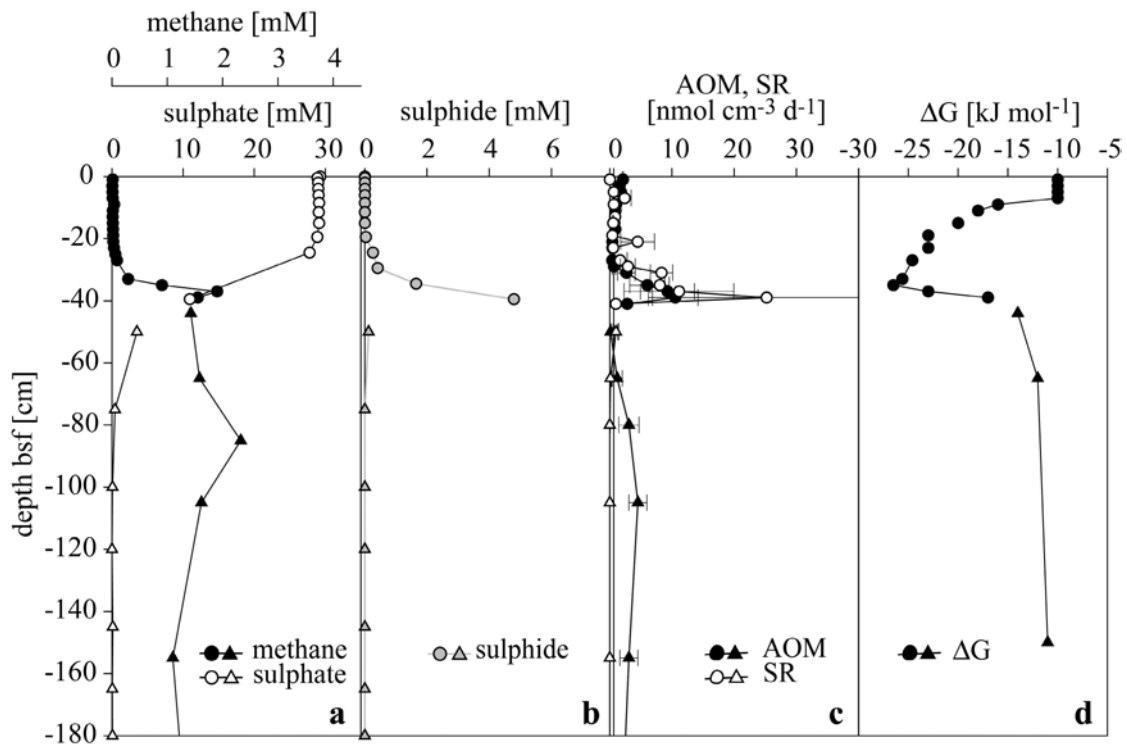 methane [mM]
0 1 2 3 4
sulphate [mM] sulphide [mM] AOM, SR [nmol cm-3 d-1] ΔG [kJ mol-1]
0 10 20 30 0 2 4 6 0 10 20 30 -30 -25 -20 -15 -10 -5
depth bsf [cm]
0
-20
-40
-60
-80
-100
-120
-140
-160
-180
methane
sulphate
a
sulphide
b
AOM
SR
c
ΔG
d